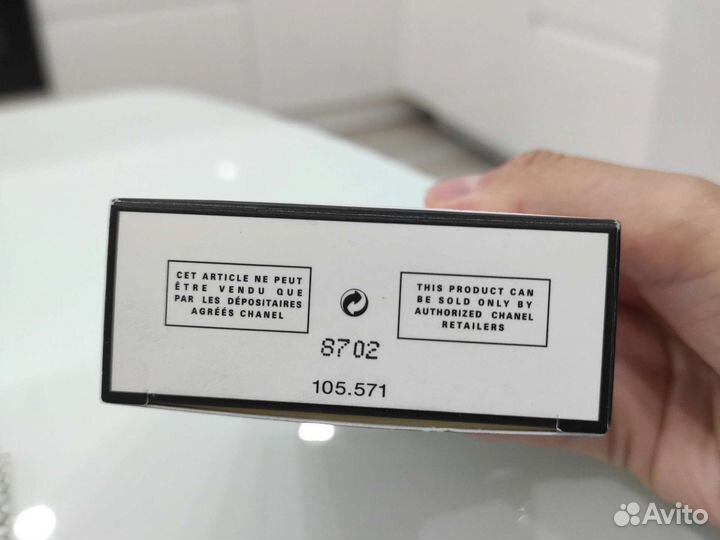 CET ARTICLE NE PEUT
ÊTRE VENDU QUE
PAR LES DÉPOSITAIRES
AGRÉÉS CHANEL
THIS PRODUCT CAN
BE SOLD ONLY BY
AUTHORIZED CHANEL
RETAILERS
8702
105.571
Avito